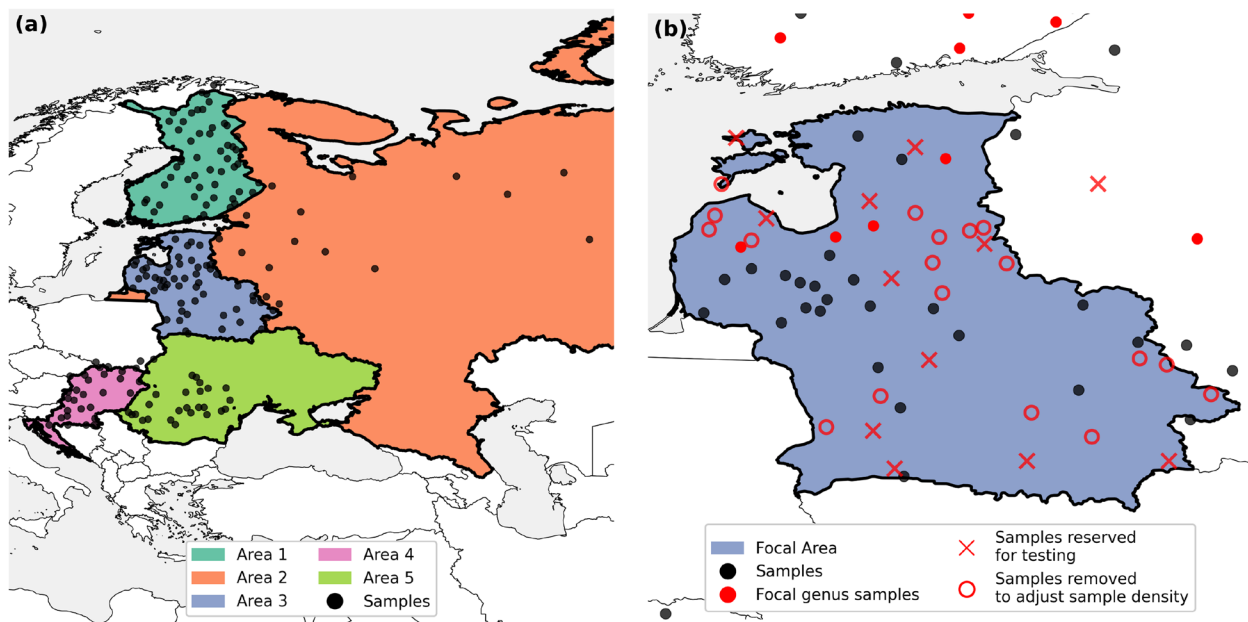 (a)
Area 1
Area 2
Area 3
Area 4
Area 5
Samples
(b)
Focal Area
Samples
Focal genus samples
Samples reserved
for testing
Samples removed
to adjust sample density